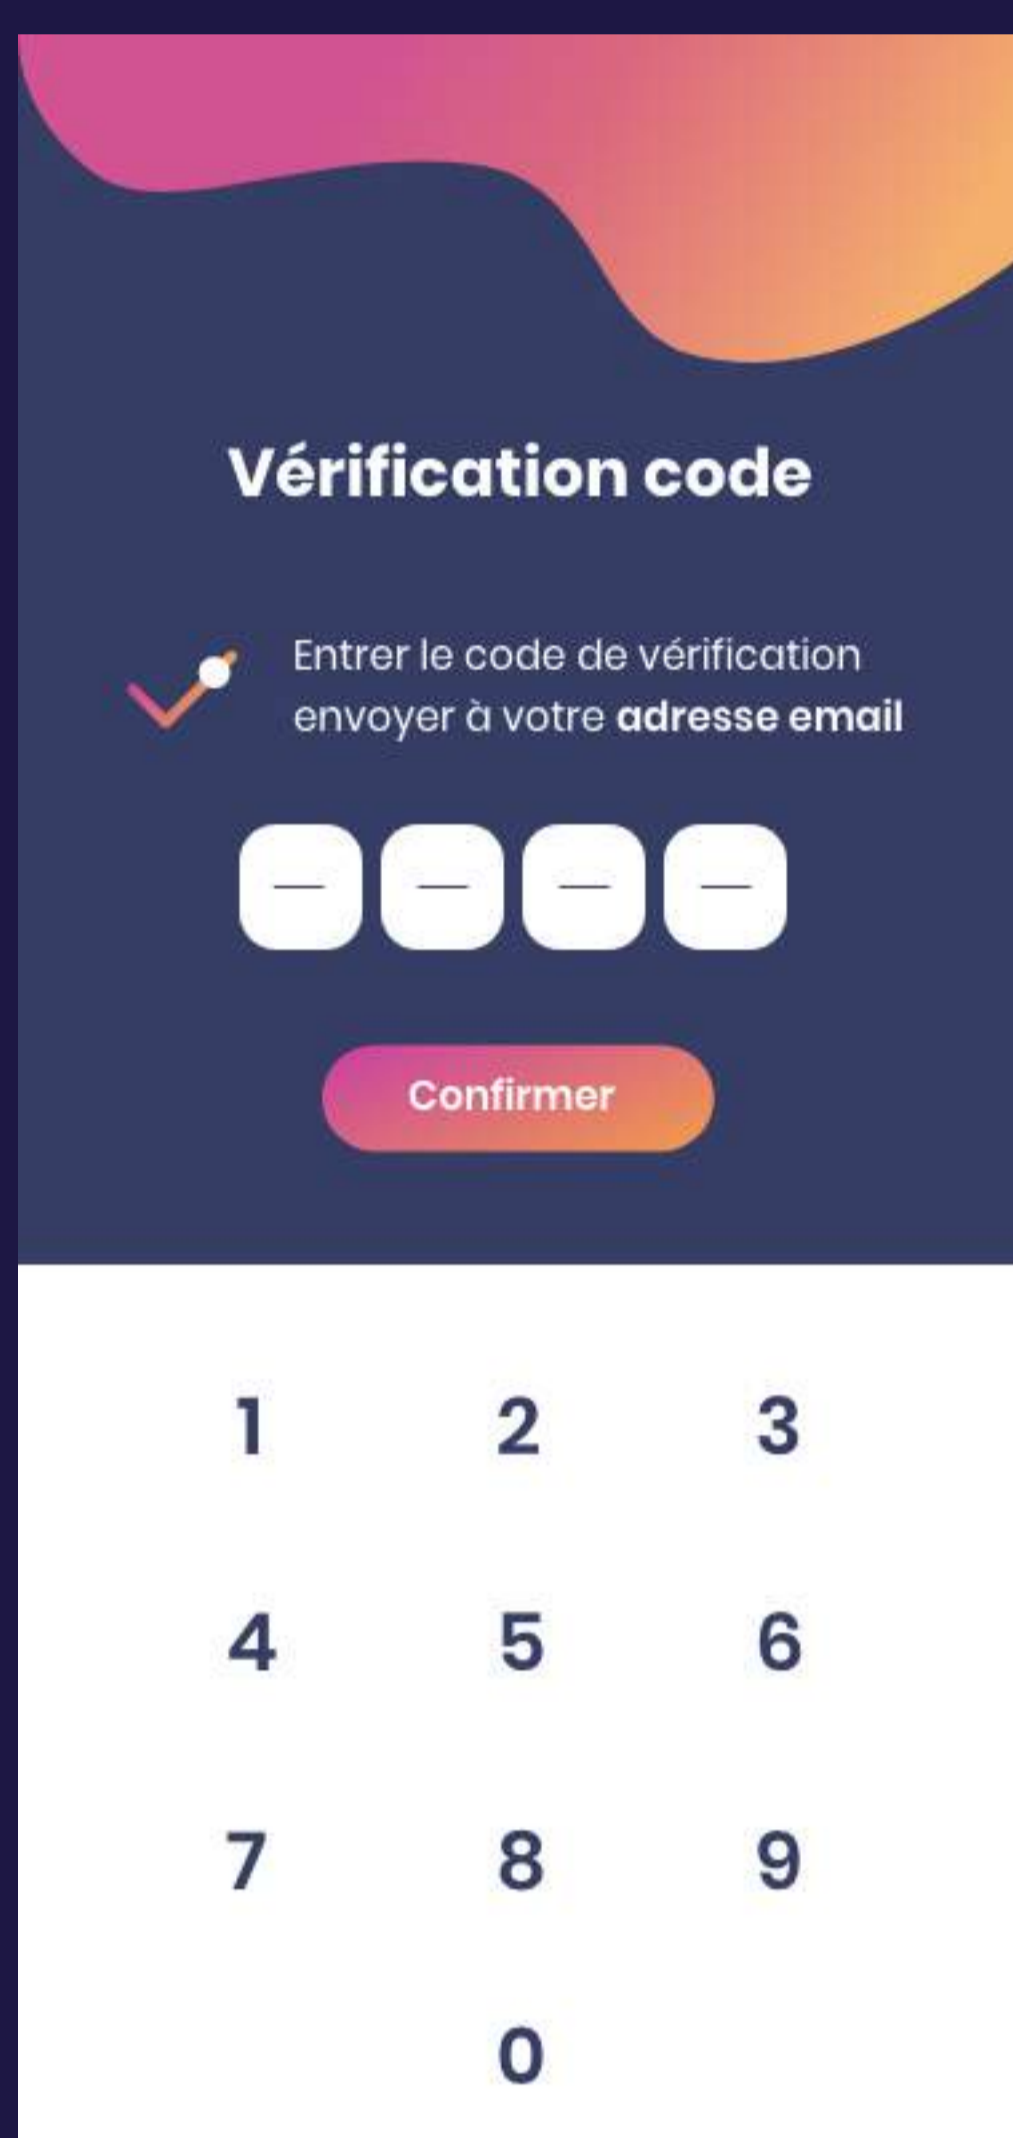 Vérification code
Entrer le code de vérification
envoyer à votre adresse email
Confirmer
1 2 3
4 5 6
7 8 9
0